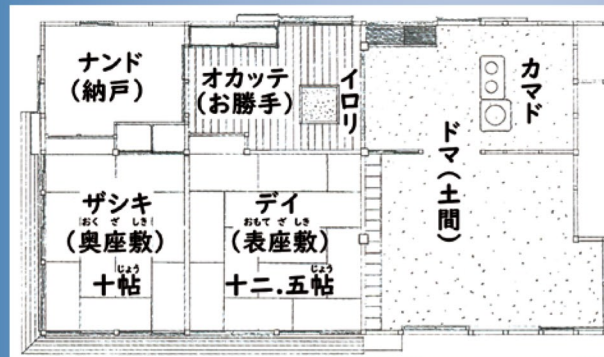 ナンド
(納戸)
オカッテ
(お勝手)
イロリ
カマド
ドマ(土間)
ザシキ
おく ざ しき
(奥座敷)
じょう
十帖
デイ
おもて ざ しき
(表座敷)
じょう
十二.五帖